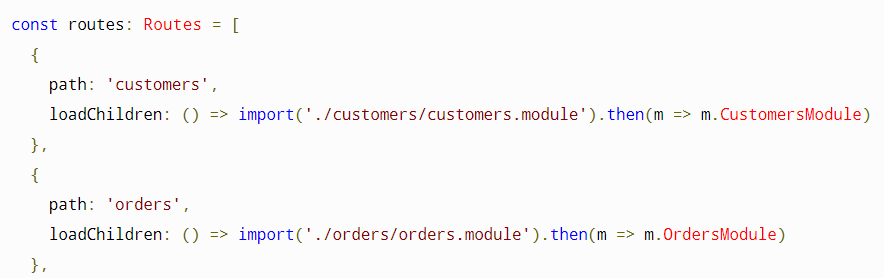 const routes: Routes = [
  {
    path: 'customers',
    loadChildren: () => import('./customers/customers.module').then(m => m.CustomersModule)
  },
  {
    path: 'orders',
    loadChildren: () => import('./orders/orders.module').then(m => m.OrdersModule)
  },